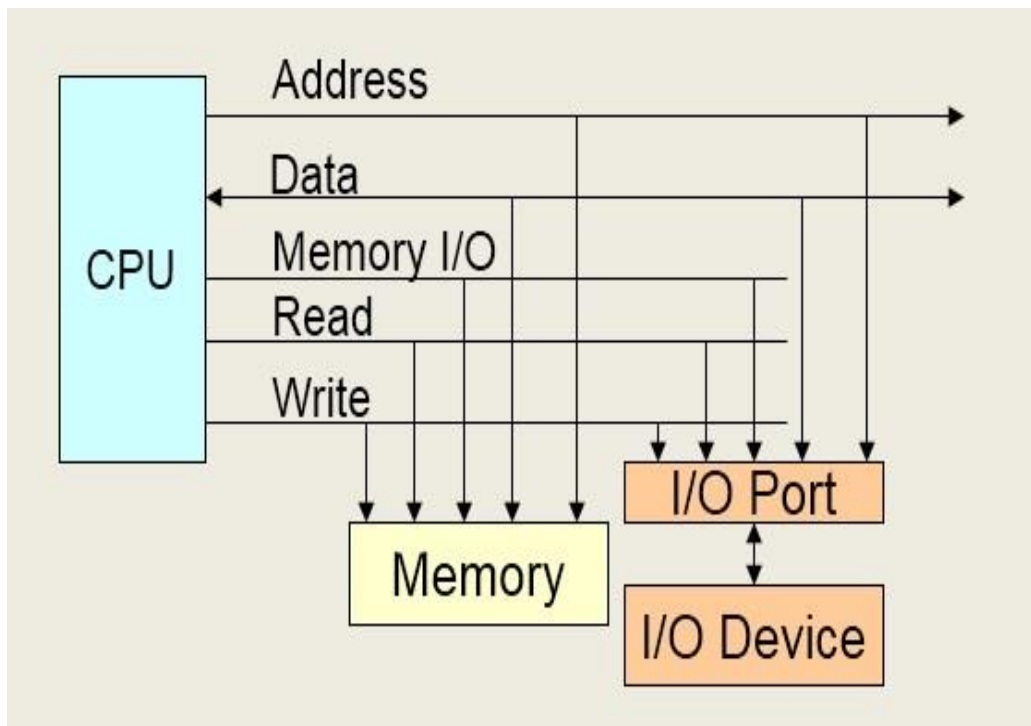 Address
Data
CPU
Memory I/O
Read
Write
I/O Port
Memory
I/O Device